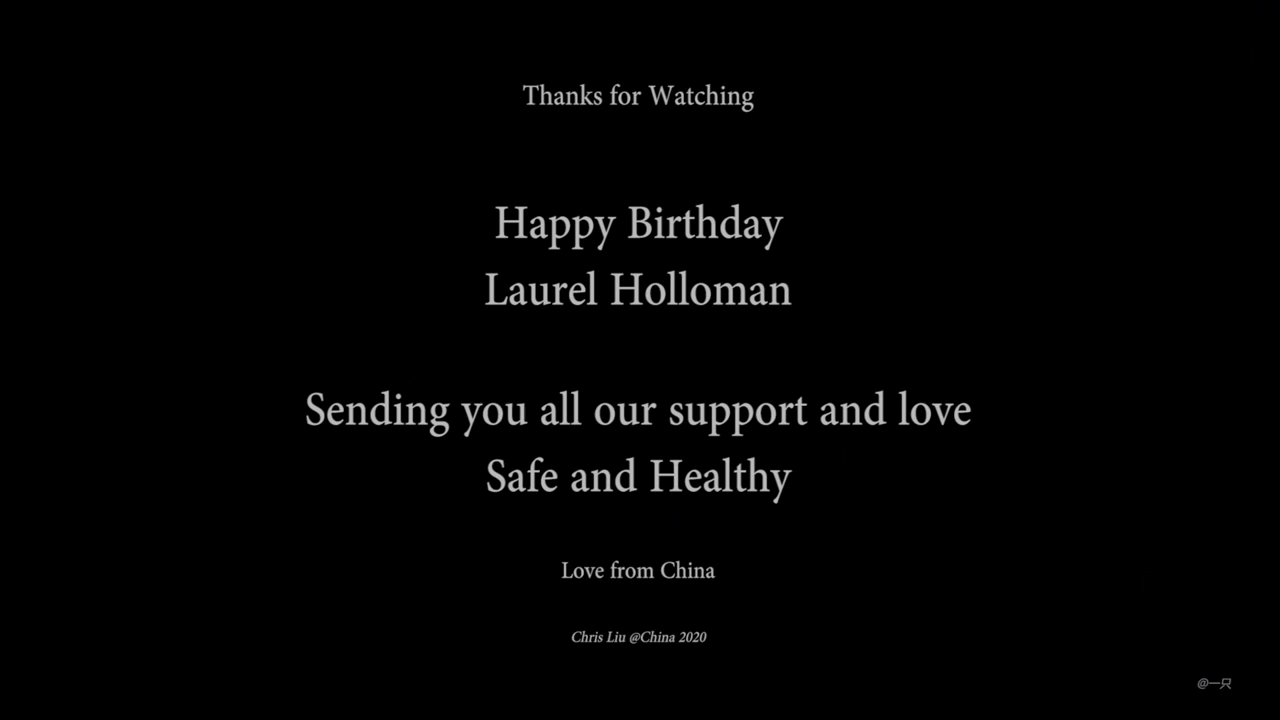 Thanks for Watching
Happy Birthday
Laurel Holloman
Sending you all our support and love
Safe and Healthy
Love from China
Chris Liu @China 2020
@一只